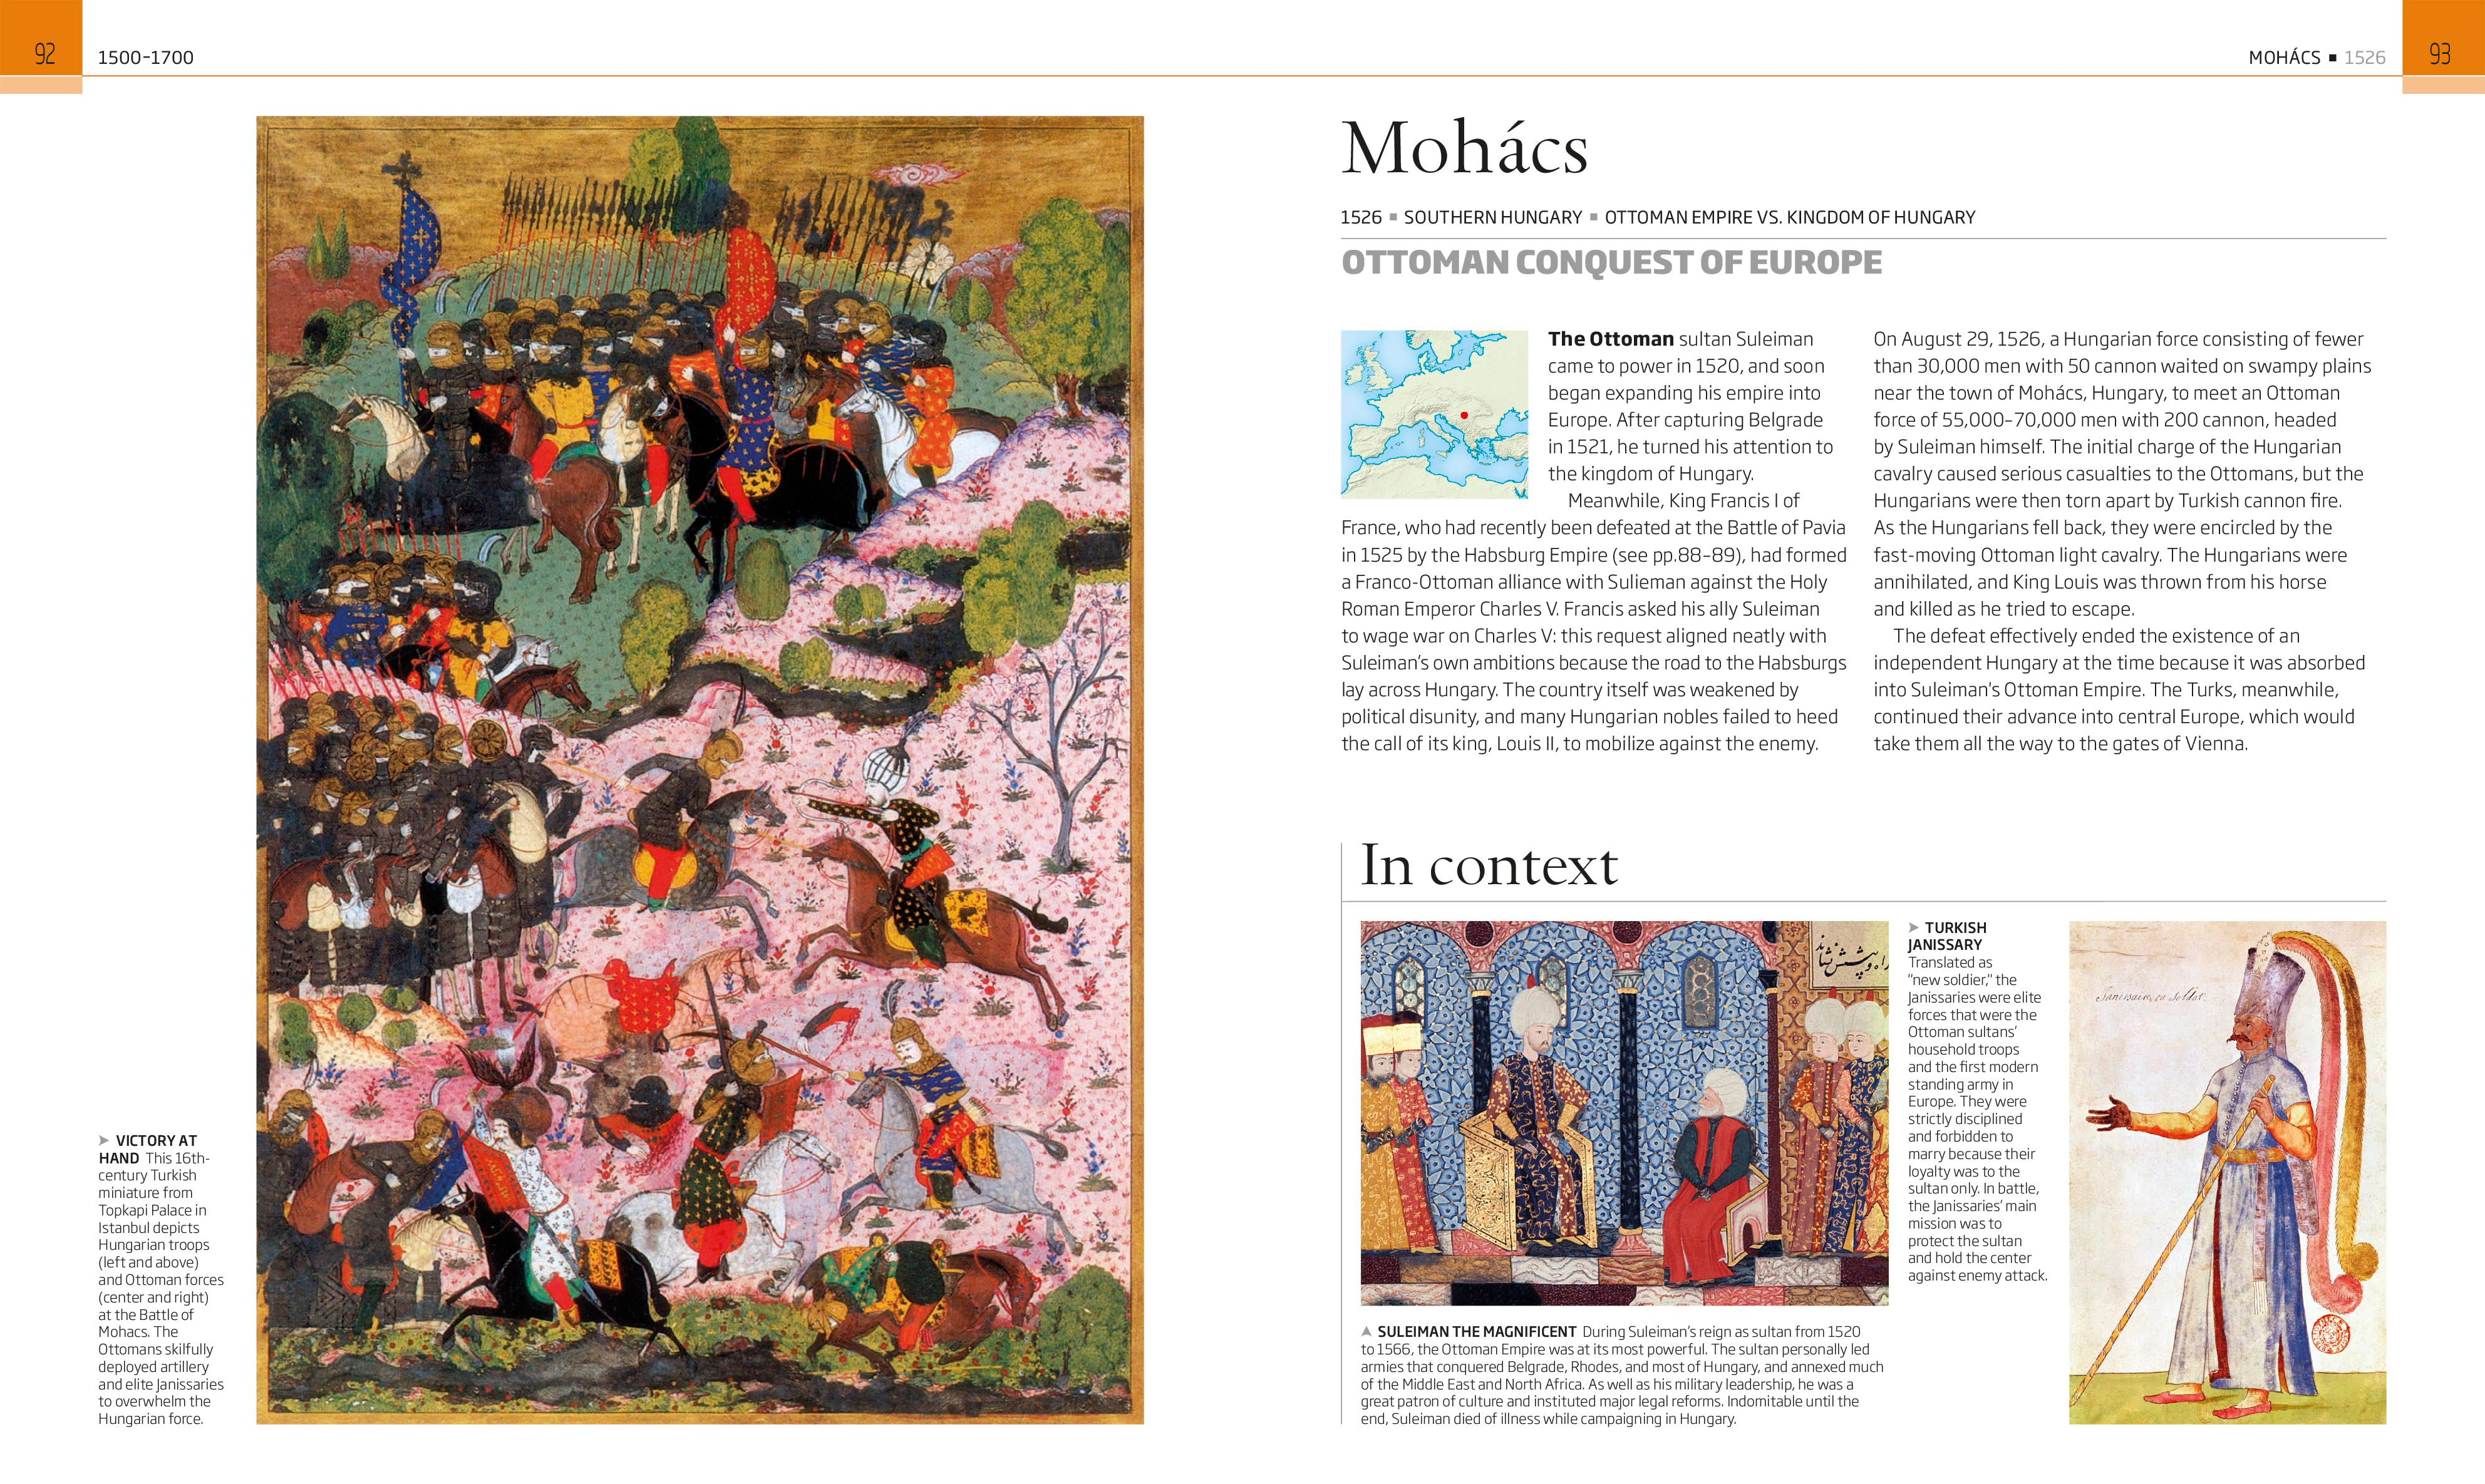 92
1500–1700
MOHÁCS ■ 1526
93
Mohács
1526 ■ SOUTHERN HUNGARY ■ OTTOMAN EMPIRE VS. KINGDOM OF HUNGARY
OTTOMAN CONQUEST OF EUROPE
The Ottoman sultan Suleiman
came to power in 1520, and soon
began expanding his empire into
Europe. After capturing Belgrade
in 1521, he turned his attention to
the kingdom of Hungary.
Meanwhile, King Francis I of
France, who had recently been defeated at the Battle of Pavia
in 1525 by the Habsburg Empire (see pp.88–89), had formed
a Franco-Ottoman alliance with Sulieman against the Holy
Roman Emperor Charles V. Francis asked his ally Suleiman
to wage war on Charles V: this request aligned neatly with
Suleiman's own ambitions because the road to the Habsburgs
lay across Hungary. The country itself was weakened by
political disunity, and many Hungarian nobles failed to heed
the call of its king, Louis II, to mobilize against the enemy.
On August 29, 1526, a Hungarian force consisting of fewer
than 30,000 men with 50 cannon waited on swampy plains
near the town of Mohács, Hungary, to meet an Ottoman
force of 55,000–70,000 men with 200 cannon, headed
by Suleiman himself. The initial charge of the Hungarian
cavalry caused serious casualties to the Ottomans, but the
Hungarians were then torn apart by Turkish cannon fire.
As the Hungarians fell back, they were encircled by the
fast-moving Ottoman light cavalry. The Hungarians were
annihilated, and King Louis was thrown from his horse
and killed as he tried to escape.
The defeat effectively ended the existence of an
independent Hungary at the time because it was absorbed
into Suleiman's Ottoman Empire. The Turks, meanwhile,
continued their advance into central Europe, which would
take them all the way to the gates of Vienna.
➤ VICTORY AT
HAND This 16th-
century Turkish
miniature from
Topkapi Palace in
Istanbul depicts
Hungarian troops
(left and above)
and Ottoman forces
(center and right)
at the Battle of
Mohacs. The
Ottomans skilfully
deployed artillery
and elite Janissaries
to overwhelm the
Hungarian force.
In context
➤ TURKISH
JANISSARY
Translated as
"new soldier," the
Janissaries were elite
forces that were the
Ottoman sultans'
household troops
and the first modern
standing army in
Europe. They were
strictly disciplined
and forbidden to
marry because their
loyalty was to the
sultan only. In battle,
the Janissaries' main
mission was to
protect the sultan
and hold the center
against enemy attack.
⮝ SULEIMAN THE MAGNIFICENT During Suleiman's reign as sultan from 1520
to 1566, the Ottoman Empire was at its most powerful. The sultan personally led
armies that conquered Belgrade, Rhodes, and most of Hungary, and annexed much
of the Middle East and North Africa. As well as his military leadership, he was a
great patron of culture and instituted major legal reforms. Indomitable until the
end, Suleiman died of illness while campaigning in Hungary.